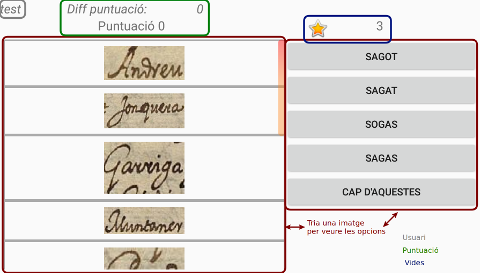 test
Diff puntuació: 0
Puntuació 0
3
Andreu
Jonquera
Garriga
Muntaner
SAGOT
SAGAT
SOGAS
SAGAS
CAP D'AQUESTES
Tria una imatge
per veure les opcions
Usuari
Puntuació
Vides